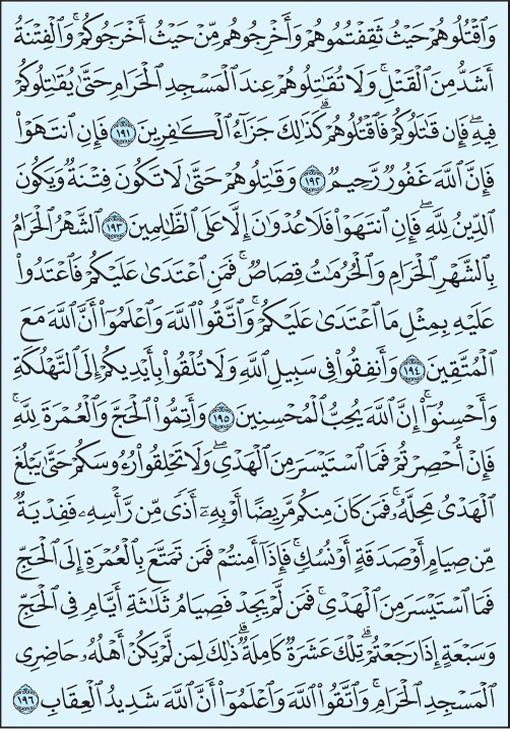 وَٱقۡتُلُوهُمۡ حَيۡثُ ثَقِفۡتُمُوهُمۡ وَأَخۡرِجُوهُم مِّنۡ حَيۡثُ أَخۡرَجُوكُمۡۚ وَٱلۡفِتۡنَةُ
أَشَدُّ مِنَ ٱلۡقَتۡلِۚ وَلَا تُقَٰتِلُوهُمۡ عِندَ ٱلۡمَسۡجِدِ ٱلۡحَرَامِ حَتَّىٰ يُقَٰتِلُوكُمۡ
فِيهِۖ فَإِن قَٰتَلُوكُمۡ فَٱقۡتُلُوهُمۡۗ كَذَٰلِكَ جَزَآءُ ٱلۡكَٰفِرِينَ ١٩١ فَإِنِ ٱنتَهَوۡاْ
فَإِنَّ ٱللَّهَ غَفُورٞ رَّحِيمٞ ١٩٢ وَقَٰتِلُوهُمۡ حَتَّىٰ لَا تَكُونَ فِتۡنَةٞ وَيَكُونَ
ٱلدِّينُ لِلَّهِۖ فَإِنِ ٱنتَهَوۡاْ فَلَا عُدۡوَٰنَ إِلَّا عَلَى ٱلظَّٰلِمِينَ ١٩٣ ٱلشَّهۡرُ ٱلۡحَرَامُ
بِٱلشَّهۡرِ ٱلۡحَرَامِ وَٱلۡحُرُمَٰتُ قِصَاصٞۚ فَمَنِ ٱعۡتَدَىٰ عَلَيۡكُمۡ فَٱعۡتَدُواْ
عَلَيۡهِ بِمِثۡلِ مَا ٱعۡتَدَىٰ عَلَيۡكُمۡۚ وَٱتَّقُواْ ٱللَّهَ وَٱعۡلَمُوٓاْ أَنَّ ٱللَّهَ مَعَ
ٱلۡمُتَّقِينَ ١٩٤ وَأَنفِقُواْ فِي سَبِيلِ ٱللَّهِ وَلَا تُلۡقُواْ بِأَيۡدِيكُمۡ إِلَى ٱلتَّهۡلُكَةِ
وَأَحۡسِنُوٓاْۚ إِنَّ ٱللَّهَ يُحِبُّ ٱلۡمُحۡسِنِينَ ١٩٥ وَأَتِمُّواْ ٱلۡحَجَّ وَٱلۡعُمۡرَةَ لِلَّهِۚ
فَإِنۡ أُحۡصِرۡتُمۡ فَمَا ٱسۡتَيۡسَرَ مِنَ ٱلۡهَدۡيِۖ وَلَا تَحۡلِقُواْ رُءُوسَكُمۡ حَتَّىٰ يَبۡلُغَ
ٱلۡهَدۡيُ مَحِلَّهُۥۚ فَمَن كَانَ مِنكُم مَّرِيضًا أَوۡ بِهِۦٓ أَذٗى مِّن رَّأۡسِهِۦ فَفِدۡيَةٞ
مِّن صِيَامٍ أَوۡ صَدَقَةٍ أَوۡ نُسُكٖۚ فَإِذَآ أَمِنتُمۡ فَمَن تَمَتَّعَ بِٱلۡعُمۡرَةِ إِلَى ٱلۡحَجِّ
فَمَا ٱسۡتَيۡسَرَ مِنَ ٱلۡهَدۡيِۚ فَمَن لَّمۡ يَجِدۡ فَصِيَامُ ثَلَٰثَةِ أَيَّامٖ فِي ٱلۡحَجِّ
وَسَبۡعَةٍ إِذَا رَجَعۡتُمۡۗ تِلۡكَ عَشَرَةٞ كَامِلَةٞۗ ذَٰلِكَ لِمَن لَّمۡ يَكُنۡ أَهۡلُهُۥ حَاضِرِي
ٱلۡمَسۡجِدِ ٱلۡحَرَامِۚ وَٱتَّقُواْ ٱللَّهَ وَٱعۡلَمُوٓاْ أَنَّ ٱللَّهَ شَدِيدُ ٱلۡعِقَابِ ١٩٦